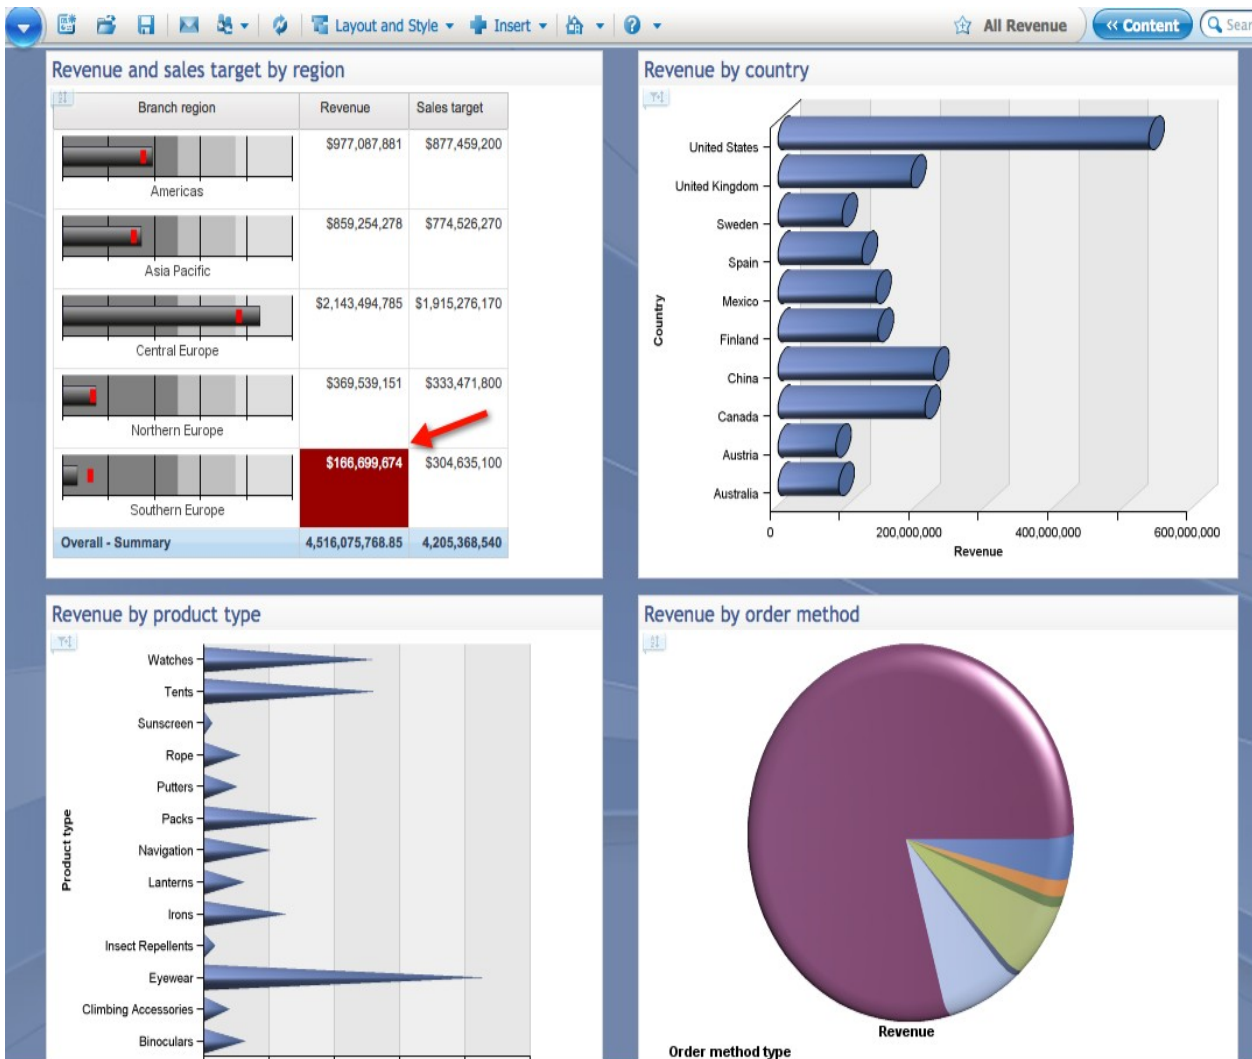 Layout and Style
Insert
All Revenue
<< Content
Revenue and sales target by region
Branch region Revenue Sales target
$977,087,881 $877,459,200
Americas
$859,254,278 $774,526,270
Asia Pacific
$2,143,494,785 $1,915,276,170
Central Europe
$369,539,151 $333,471,800
Northern Europe
$166,699,674 $304,635,100
Southern Europe
Overall - Summary 4,516,075,768.85 4,205,368,540
Revenue by country
Country
United States
United Kingdom
Sweden
Spain
Mexico
Finland
China
Canada
Austria
Australia
0 200,000,000 400,000,000 600,000,000
Revenue
Revenue by product type
Product type
Watches
Tents
Sunscreen
Rope
Putters
Packs
Navigation
Lanterns
Irons
Insect Repellents
Eyewear
Climbing Accessories
Binoculars
Revenue by order method
Revenue
Order method type